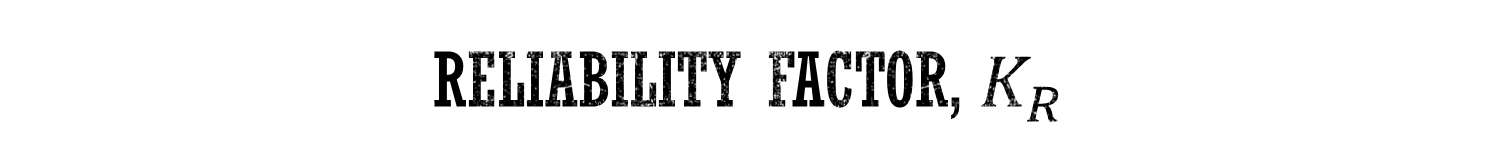 RELIABILITY FACTOR, K_R